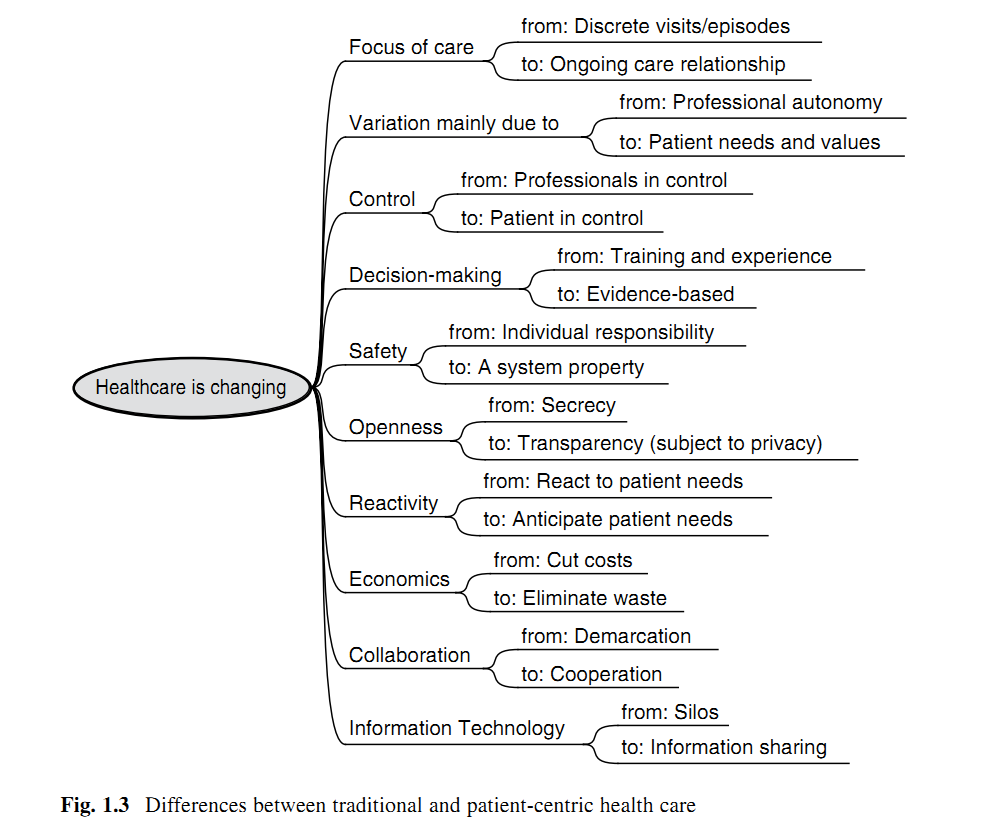 Healthcare is changing
Focus of care
from: Discrete visits/episodes
to: Ongoing care relationship
Variation mainly due to
from: Professional autonomy
to: Patient needs and values
Control
from: Professionals in control
to: Patient in control
Decision-making
from: Training and experience
to: Evidence-based
Safety
from: Individual responsibility
to: A system property
Openness
from: Secrecy
to: Transparency (subject to privacy)
Reactivity
from: React to patient needs
to: Anticipate patient needs
Economics
from: Cut costs
to: Eliminate waste
Collaboration
from: Demarcation
to: Cooperation
Information Technology
from: Silos
to: Information sharing
Fig. 1.3 Differences between traditional and patient-centric health care